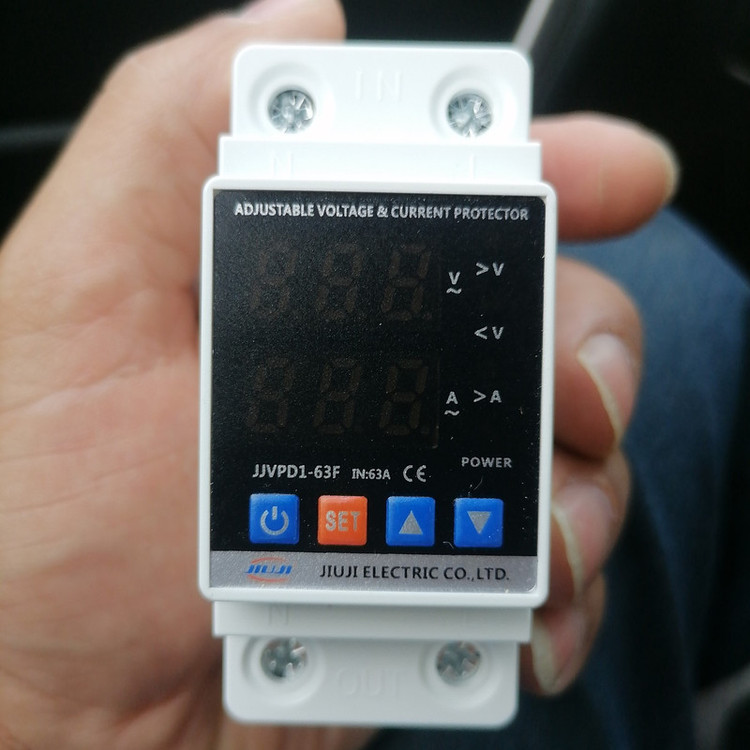 IN
N L
ADJUSTABLE VOLTAGE & CURRENT PROTECTOR
V >V
~
<V
A >A
~
POWER
JJVPD1-63F IN:63A CE
SET
JIUJI JIUJI ELECTRIC CO.,LTD.
N L
OUT